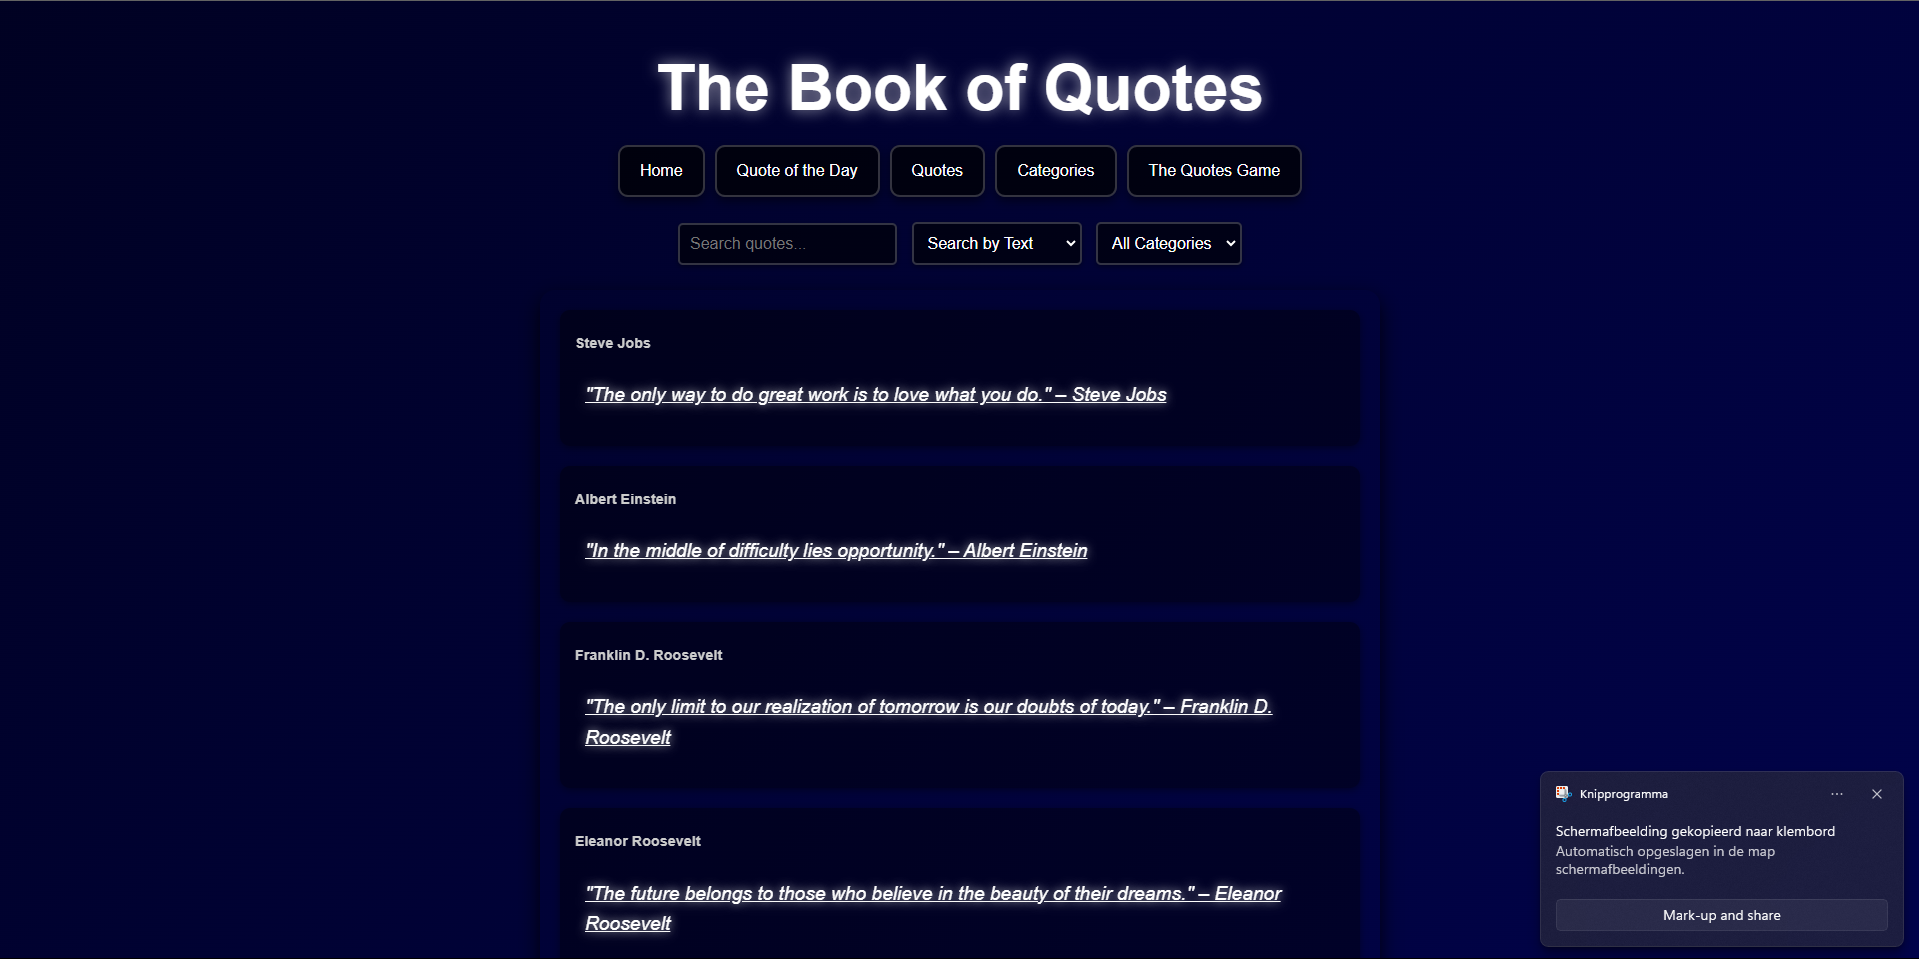 The Book of Quotes
Home
Quote of the Day
Quotes
Categories
The Quotes Game
Search quotes...
Search by Text
All Categories
Steve Jobs
"The only way to do great work is to love what you do." – Steve Jobs
Albert Einstein
"In the middle of difficulty lies opportunity." – Albert Einstein
Franklin D. Roosevelt
"The only limit to our realization of tomorrow is our doubts of today." – Franklin D.
Roosevelt
Eleanor Roosevelt
"The future belongs to those who believe in the beauty of their dreams." – Eleanor
Roosevelt
Knipprogramma
Schermafbeelding gekopieerd naar klembord
Automatisch opgeslagen in de map
schermafbeeldingen.
Mark-up and share